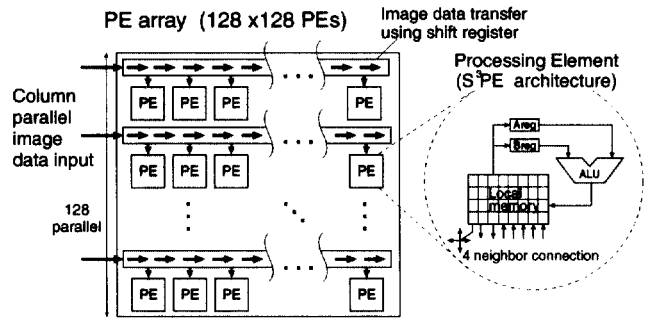 PE array (128 x128 PEs)
Image data transfer
using shift register
Processing Element
(S³PE architecture)
Column
parallel
image
data input
128
parallel
PE PE PE PE
PE PE PE PE
PE PE PE PE
Areg
Breg
ALU
Local
memory
4 neighbor connection